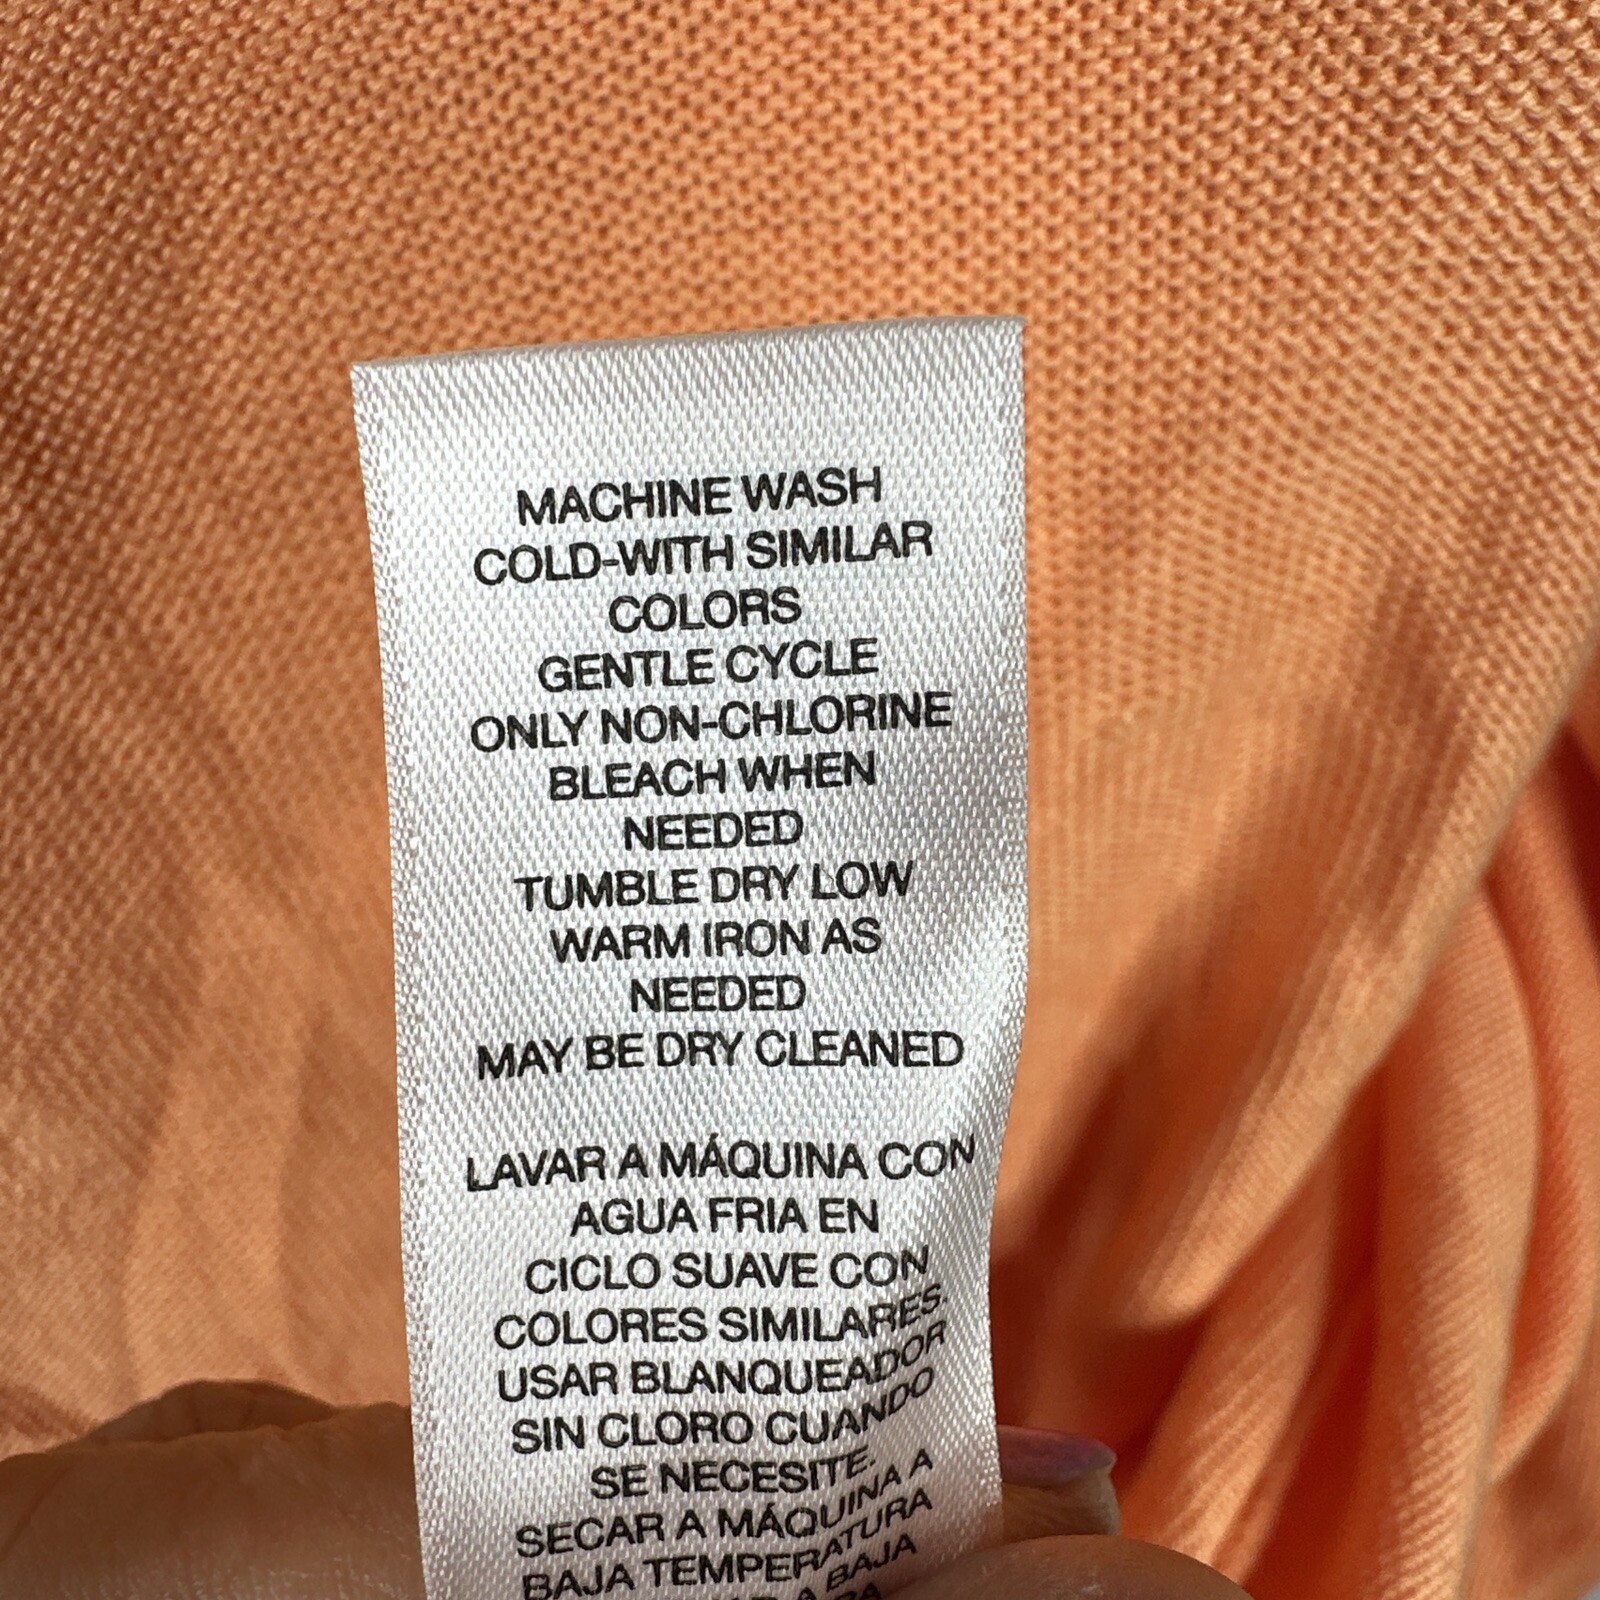 MACHINE WASH
COLD-WITH SIMILAR
COLORS
GENTLE CYCLE
ONLY NON-CHLORINE
BLEACH WHEN
NEEDED
TUMBLE DRY LOW
WARM IRON AS
NEEDED
MAY BE DRY CLEANED
LAVAR A MÁQUINA CON
AGUA FRIA EN
CICLO SUAVE CON
COLORES SIMILARES.
USAR BLANQUEADOR
SIN CLORO CUANDO
SE NECESITE.
SECAR A MÁQUINA A
BAJA TEMPERATURA
A BAJA